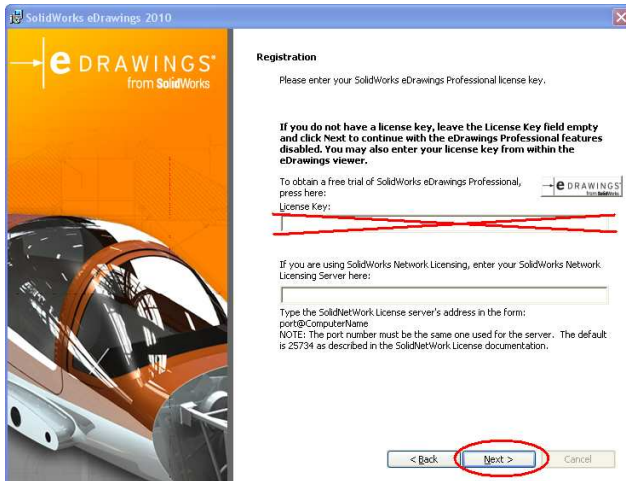 SolidWorks eDrawings 2010
e DRAWINGS
from SolidWorks
Registration
Please enter your SolidWorks eDrawings Professional license key.
If you do not have a license key, leave the License Key field empty
and click Next to continue with the eDrawings Professional features
disabled. You may also enter your license key from within the
eDrawings viewer.
To obtain a free trial of SolidWorks eDrawings Professional,
press here:
e DRAWINGS
from SolidWorks
License Key:
If you are using SolidWorks Network Licensing, enter your SolidWorks Network
Licensing Server here:
Type the SolidNetWork License server's address in the form:
port@ComputerName
NOTE: The port number must be the same one used for the server. The default
is 25734 as described in the SolidNetWork License documentation.
< Back
Next >
Cancel